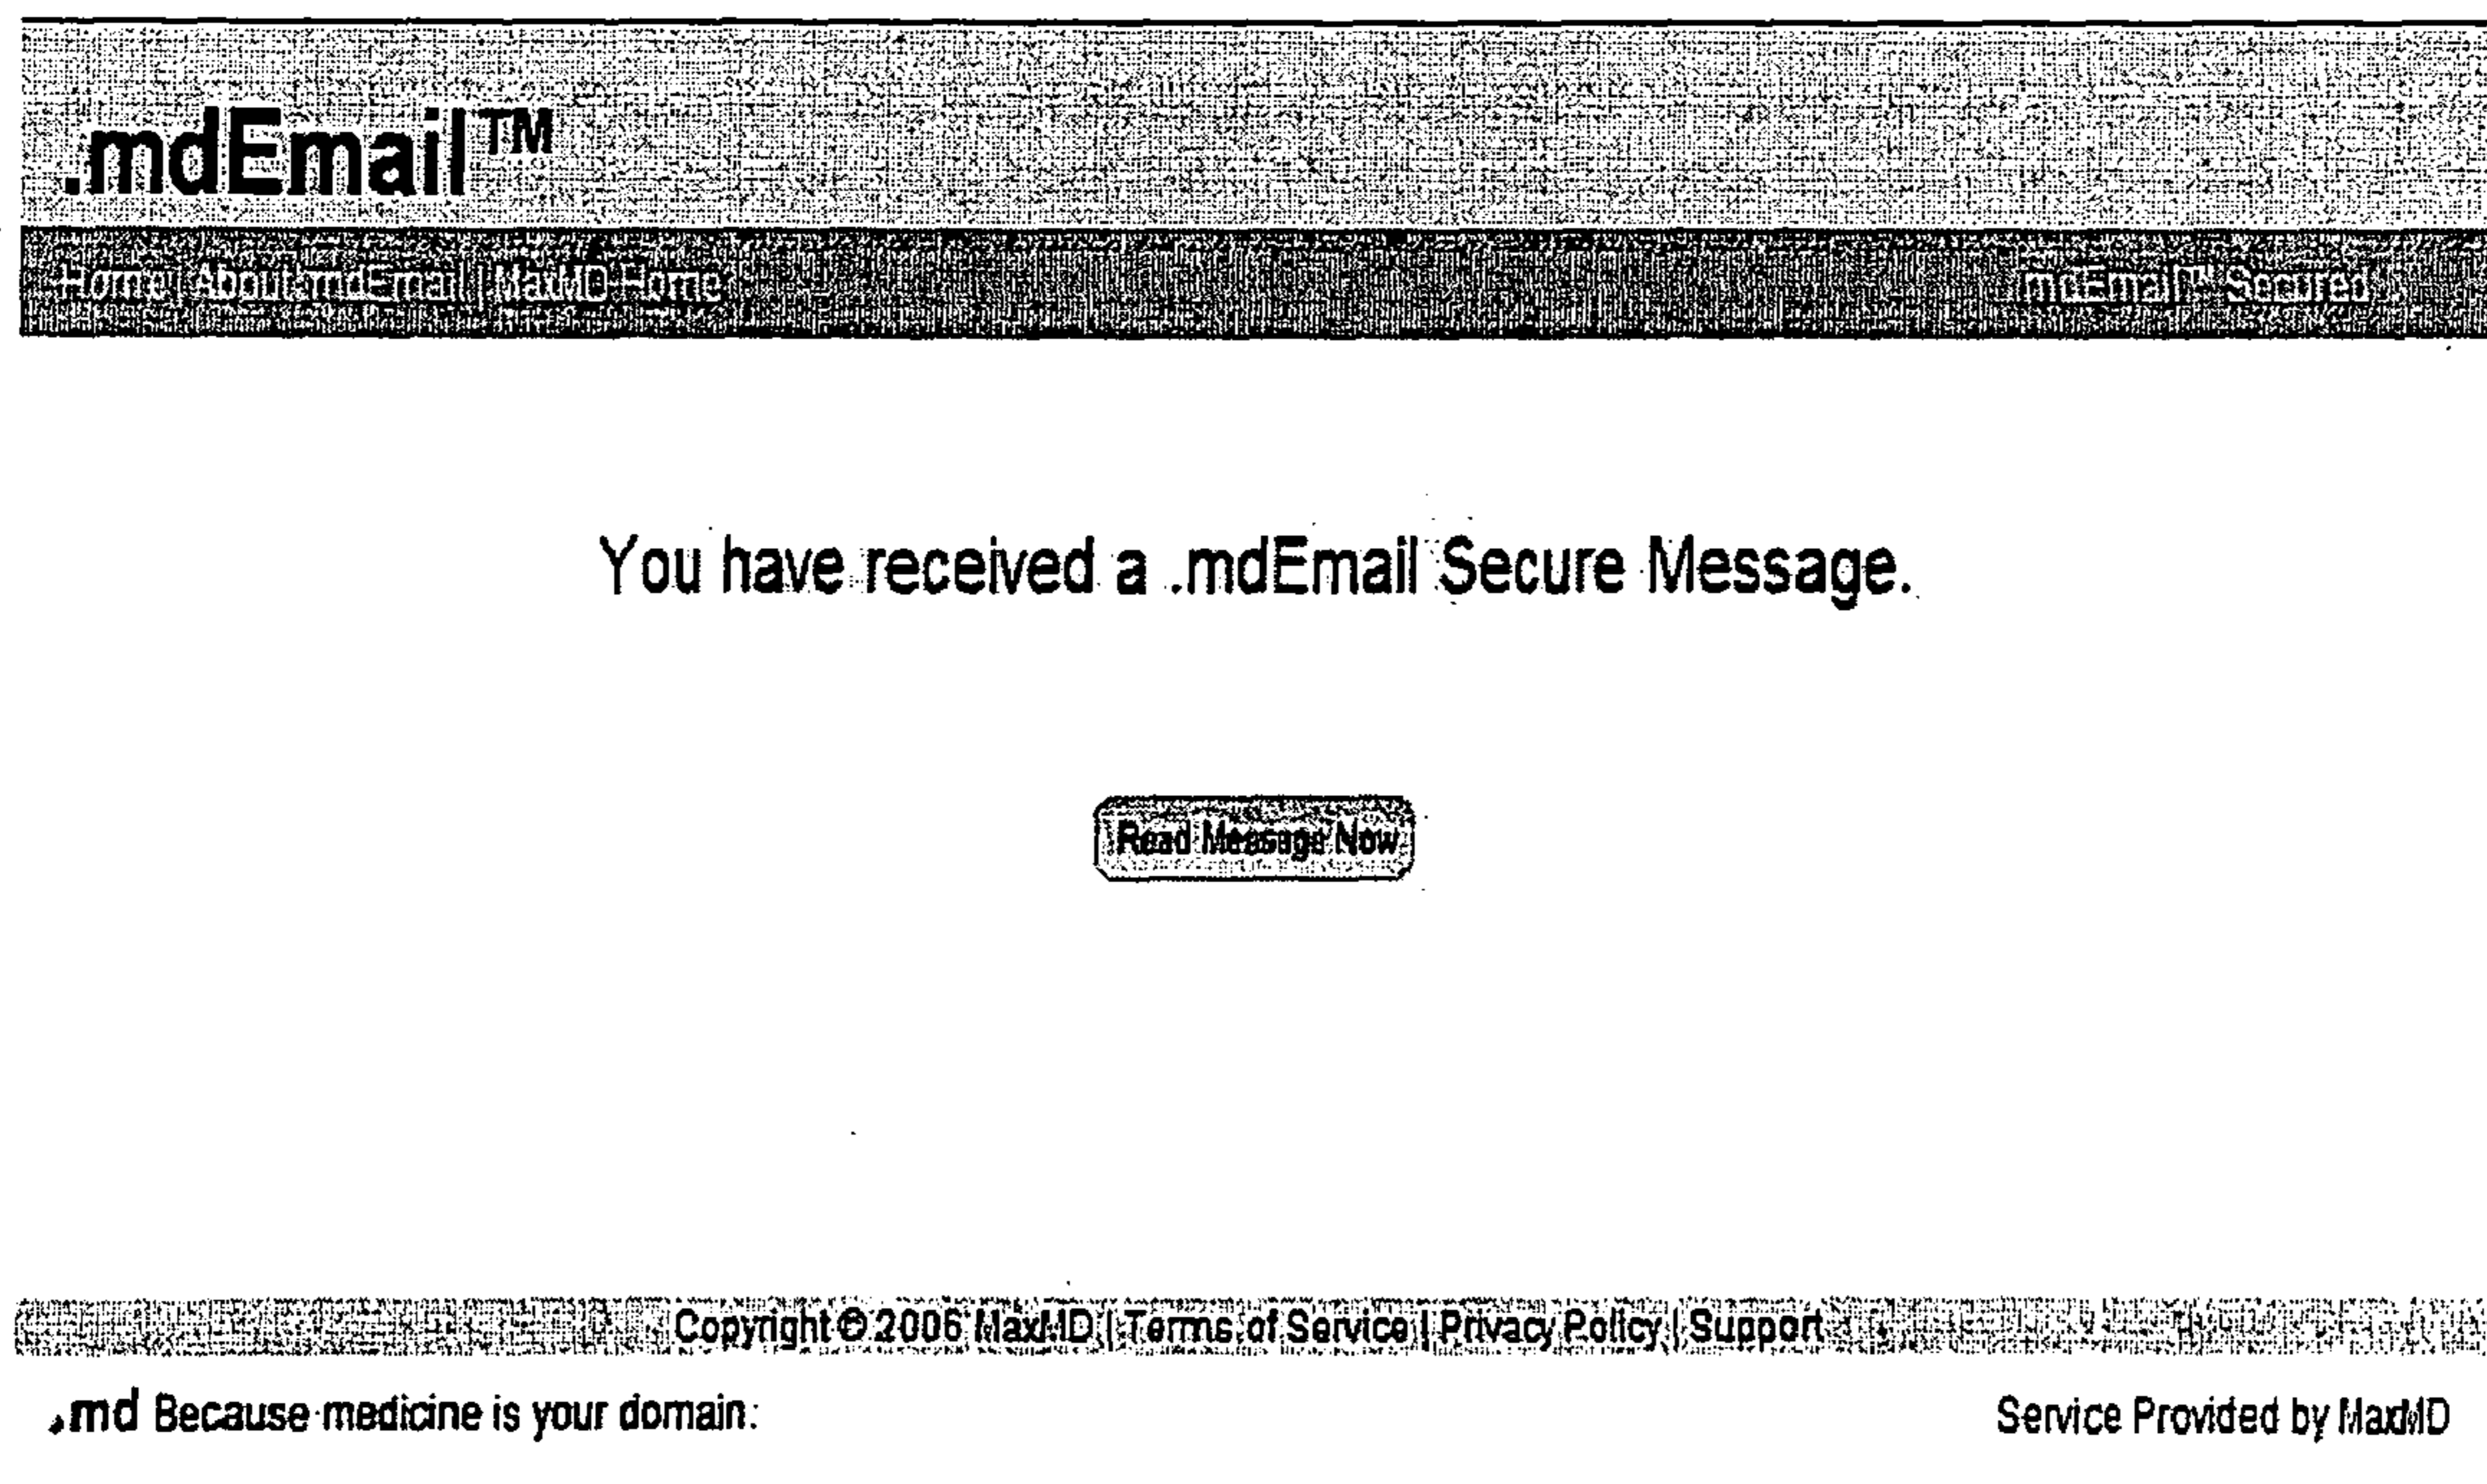 .mdEmail™
Home | About mdEmail | MaxMD Home
mdEmail™ Secured
You have received a .mdEmail Secure Message.
Read Message Now
Copyright © 2006 MaxMD | Terms of Service | Privacy Policy | Support
.md Because medicine is your domain.
Service Provided by MaxMD